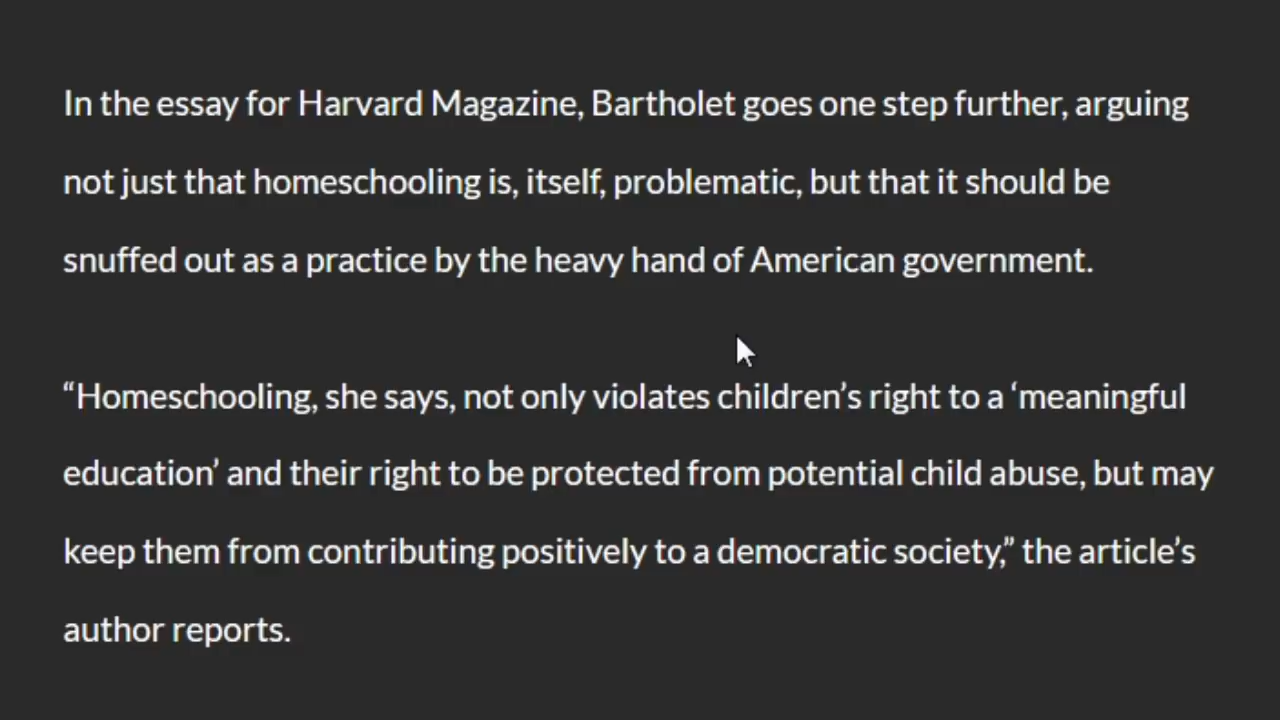 In the essay for Harvard Magazine, Bartholet goes one step further, arguing
not just that homeschooling is, itself, problematic, but that it should be
snuffed out as a practice by the heavy hand of American government.
“Homeschooling, she says, not only violates children’s right to a ‘meaningful
education’ and their right to be protected from potential child abuse, but may
keep them from contributing positively to a democratic society,” the article’s
author reports.